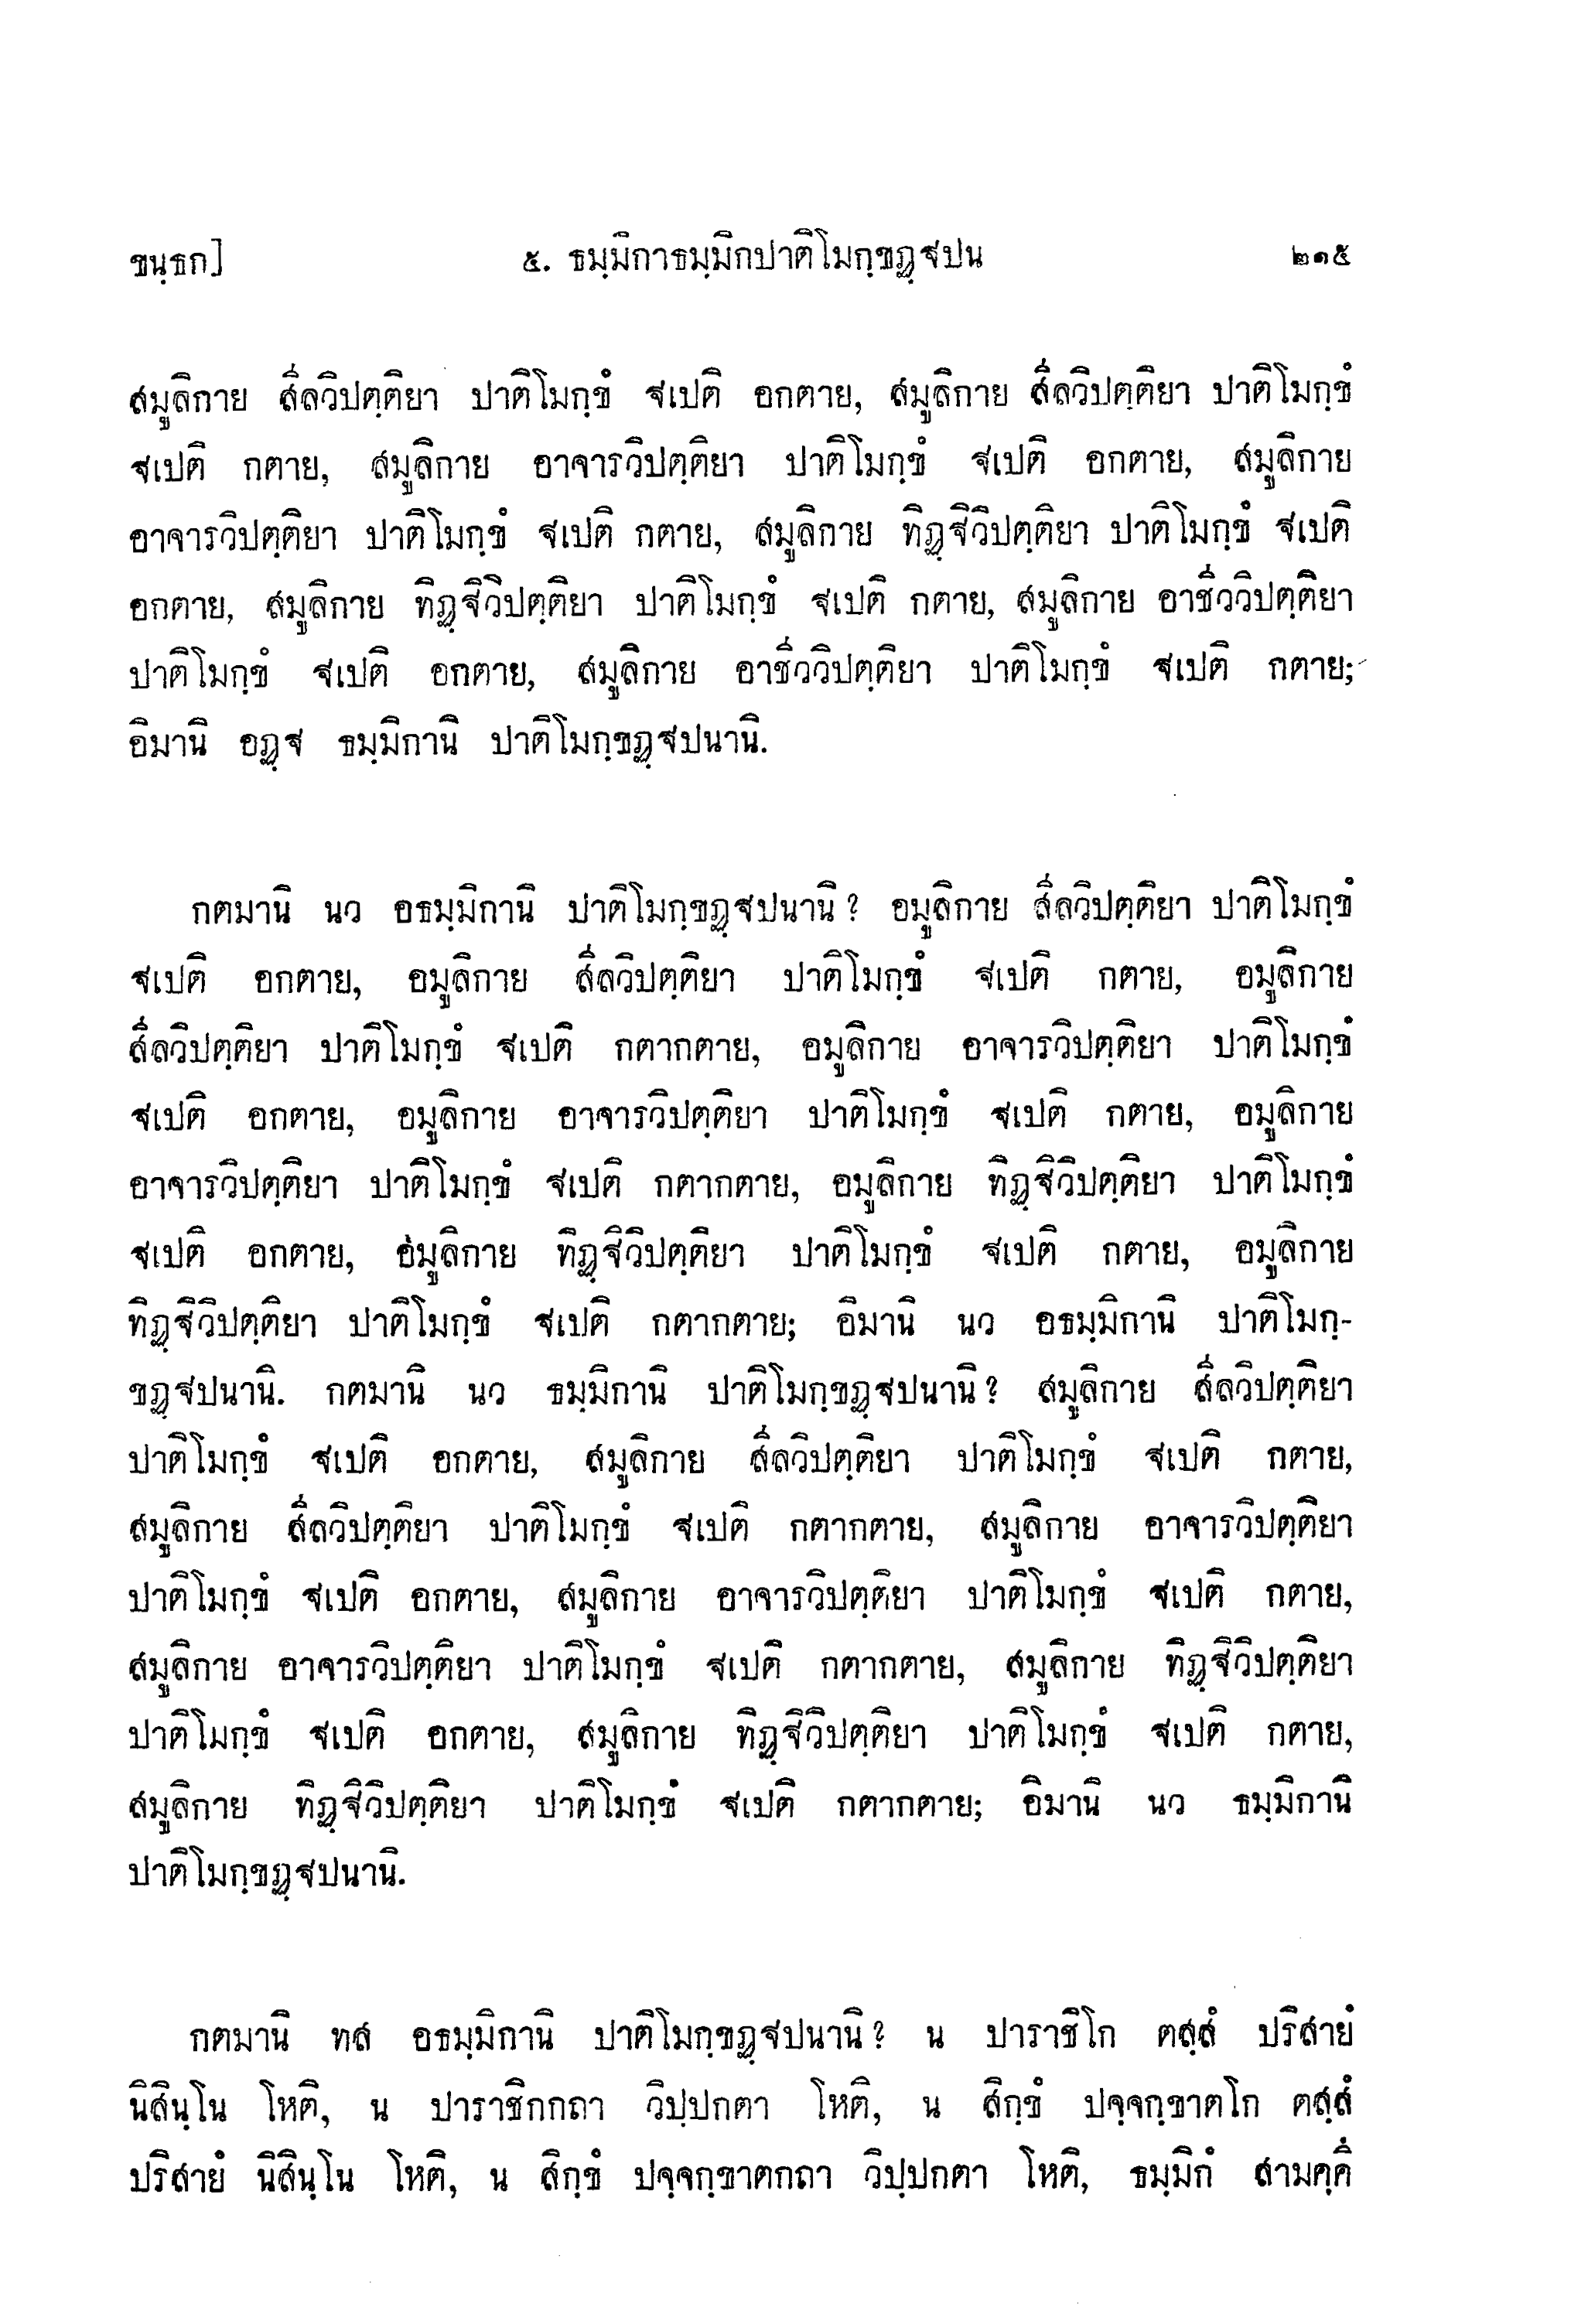 ขนฺธก]
๕. ธมฺมิกาธมฺมิกปาติโมกฺขฏฺฐปน
๒๑๕
สมูลิกาย สีลวิปตฺติยา ปาติโมกฺขํ ฐเปติ อกตาย, สมูลิกาย สีลวิปตฺติยา ปาติโมกฺขํ
ฐเปติ กตาย, สมูลิกาย อาจารวิปตฺติยา ปาติโมกฺขํ ฐเปติ อกตาย, สมูลิกาย
อาจารวิปตฺติยา ปาติโมกฺขํ ฐเปติ กตาย, สมูลิกาย ทิฏฺฐิวิปตฺติยา ปาติโมกฺขํ ฐเปติ
อกตาย, สมูลิกาย ทิฏฺฐิวิปตฺติยา ปาติโมกฺขํ ฐเปติ กตาย, สมูลิกาย อาชีววิปตฺติยา
ปาติโมกฺขํ ฐเปติ อกตาย, สมูลิกาย อาชีววิปตฺติยา ปาติโมกฺขํ ฐเปติ กตาย;
อิมานิ อฏฺฐ ธมฺมิกานิ ปาติโมกฺขฏฺฐปนานิ.
กตมานิ นว อธมฺมิกานิ ปาติโมกฺขฏฺฐปนานิ? อมูลิกาย สีลวิปตฺติยา ปาติโมกฺขํ
ฐเปติ อกตาย, อมูลิกาย สีลวิปตฺติยา ปาติโมกฺขํ ฐเปติ กตาย, อมูลิกาย
สีลวิปตฺติยา ปาติโมกฺขํ ฐเปติ กตากตาย, อมูลิกาย อาจารวิปตฺติยา ปาติโมกฺขํ
ฐเปติ อกตาย, อมูลิกาย อาจารวิปตฺติยา ปาติโมกฺขํ ฐเปติ กตาย, อมูลิกาย
อาจารวิปตฺติยา ปาติโมกฺขํ ฐเปติ กตากตาย, อมูลิกาย ทิฏฺฐิวิปตฺติยา ปาติโมกฺขํ
ฐเปติ อกตาย, อมูลิกาย ทิฏฺฐิวิปตฺติยา ปาติโมกฺขํ ฐเปติ กตาย, อมูลิกาย
ทิฏฺฐิวิปตฺติยา ปาติโมกฺขํ ฐเปติ กตากตาย; อิมานิ นว อธมฺมิกานิ ปาติโมกฺ-
ขฏฺฐปนานิ. กตมานิ นว ธมฺมิกานิ ปาติโมกฺขฏฺฐปนานิ? สมูลิกาย สีลวิปตฺติยา
ปาติโมกฺขํ ฐเปติ อกตาย, สมูลิกาย สีลวิปตฺติยา ปาติโมกฺขํ ฐเปติ กตาย,
สมูลิกาย สีลวิปตฺติยา ปาติโมกฺขํ ฐเปติ กตากตาย, สมูลิกาย อาจารวิปตฺติยา
ปาติโมกฺขํ ฐเปติ อกตาย, สมูลิกาย อาจารวิปตฺติยา ปาติโมกฺขํ ฐเปติ กตาย,
สมูลิกาย อาจารวิปตฺติยา ปาติโมกฺขํ ฐเปติ กตากตาย, สมูลิกาย ทิฏฺฐิวิปตฺติยา
ปาติโมกฺขํ ฐเปติ อกตาย, สมูลิกาย ทิฏฺฐิวิปตฺติยา ปาติโมกฺขํ ฐเปติ กตาย,
สมูลิกาย ทิฏฺฐิวิปตฺติยา ปาติโมกฺขํ ฐเปติ กตากตาย; อิมานิ นว ธมฺมิกานิ
ปาติโมกฺขฏฺฐปนานิ.
กตมานิ ทส อธมฺมิกานิ ปาติโมกฺขฏฺฐปนานิ? น ปาราชิโก ตสฺสํ ปริสายํ
นิสินฺโน โหติ, น ปาราชิกกถา วิปฺปกตา โหติ, น สิกฺขํ ปจฺจกฺขาตโก ตสฺสํ
ปริสายํ นิสินฺโน โหติ, น สิกฺขํ ปจฺจกฺขาตกถา วิปฺปกตา โหติ, ธมฺมิกํ สามคฺคึ